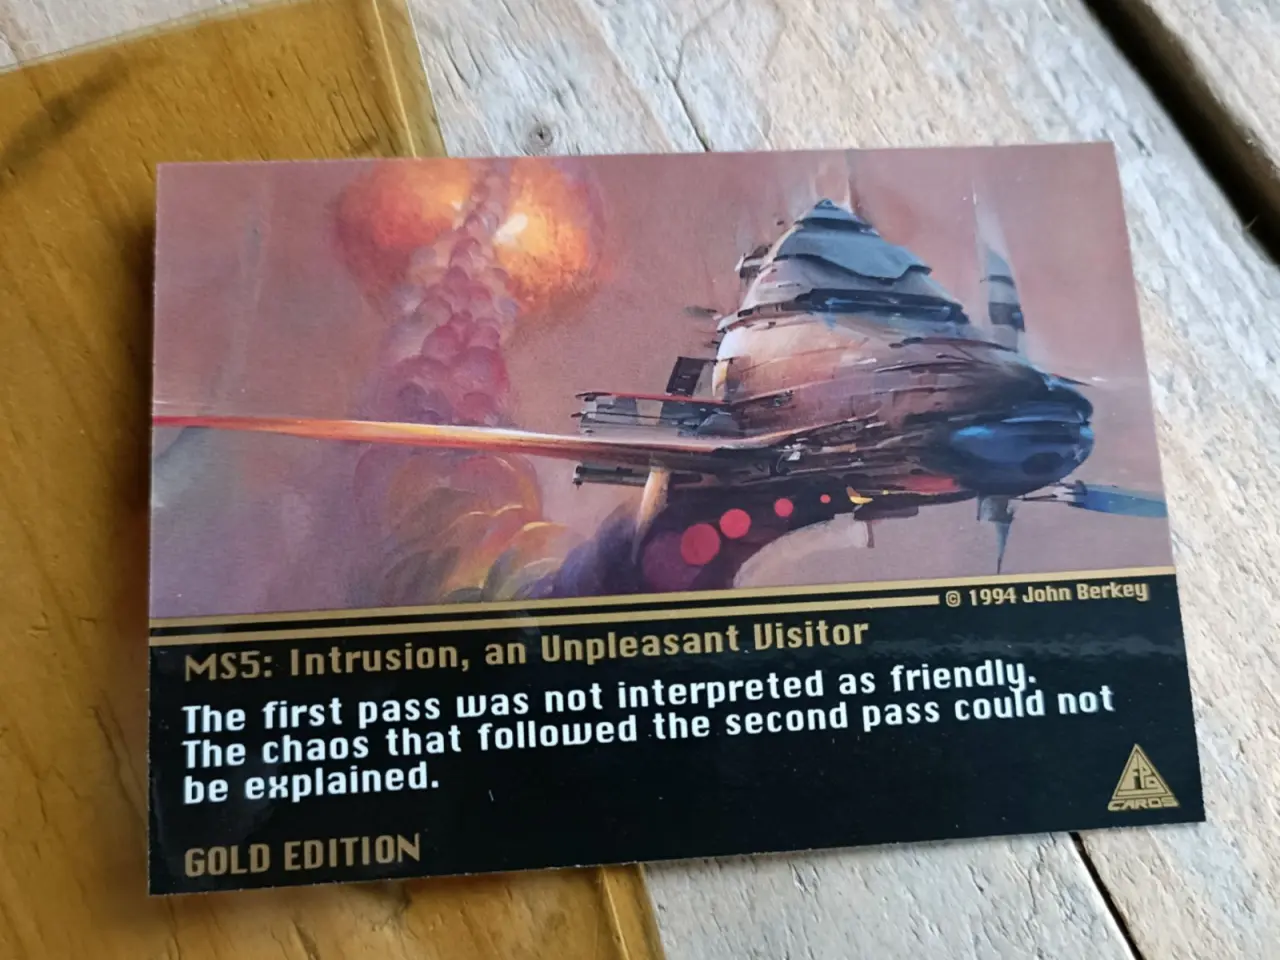 © 1994 John Berkey
MS5: Intrusion, an Unpleasant Visitor
The first pass was not interpreted as friendly.
The chaos that followed the second pass could not
be explained.
FPG
CARDS
GOLD EDITION